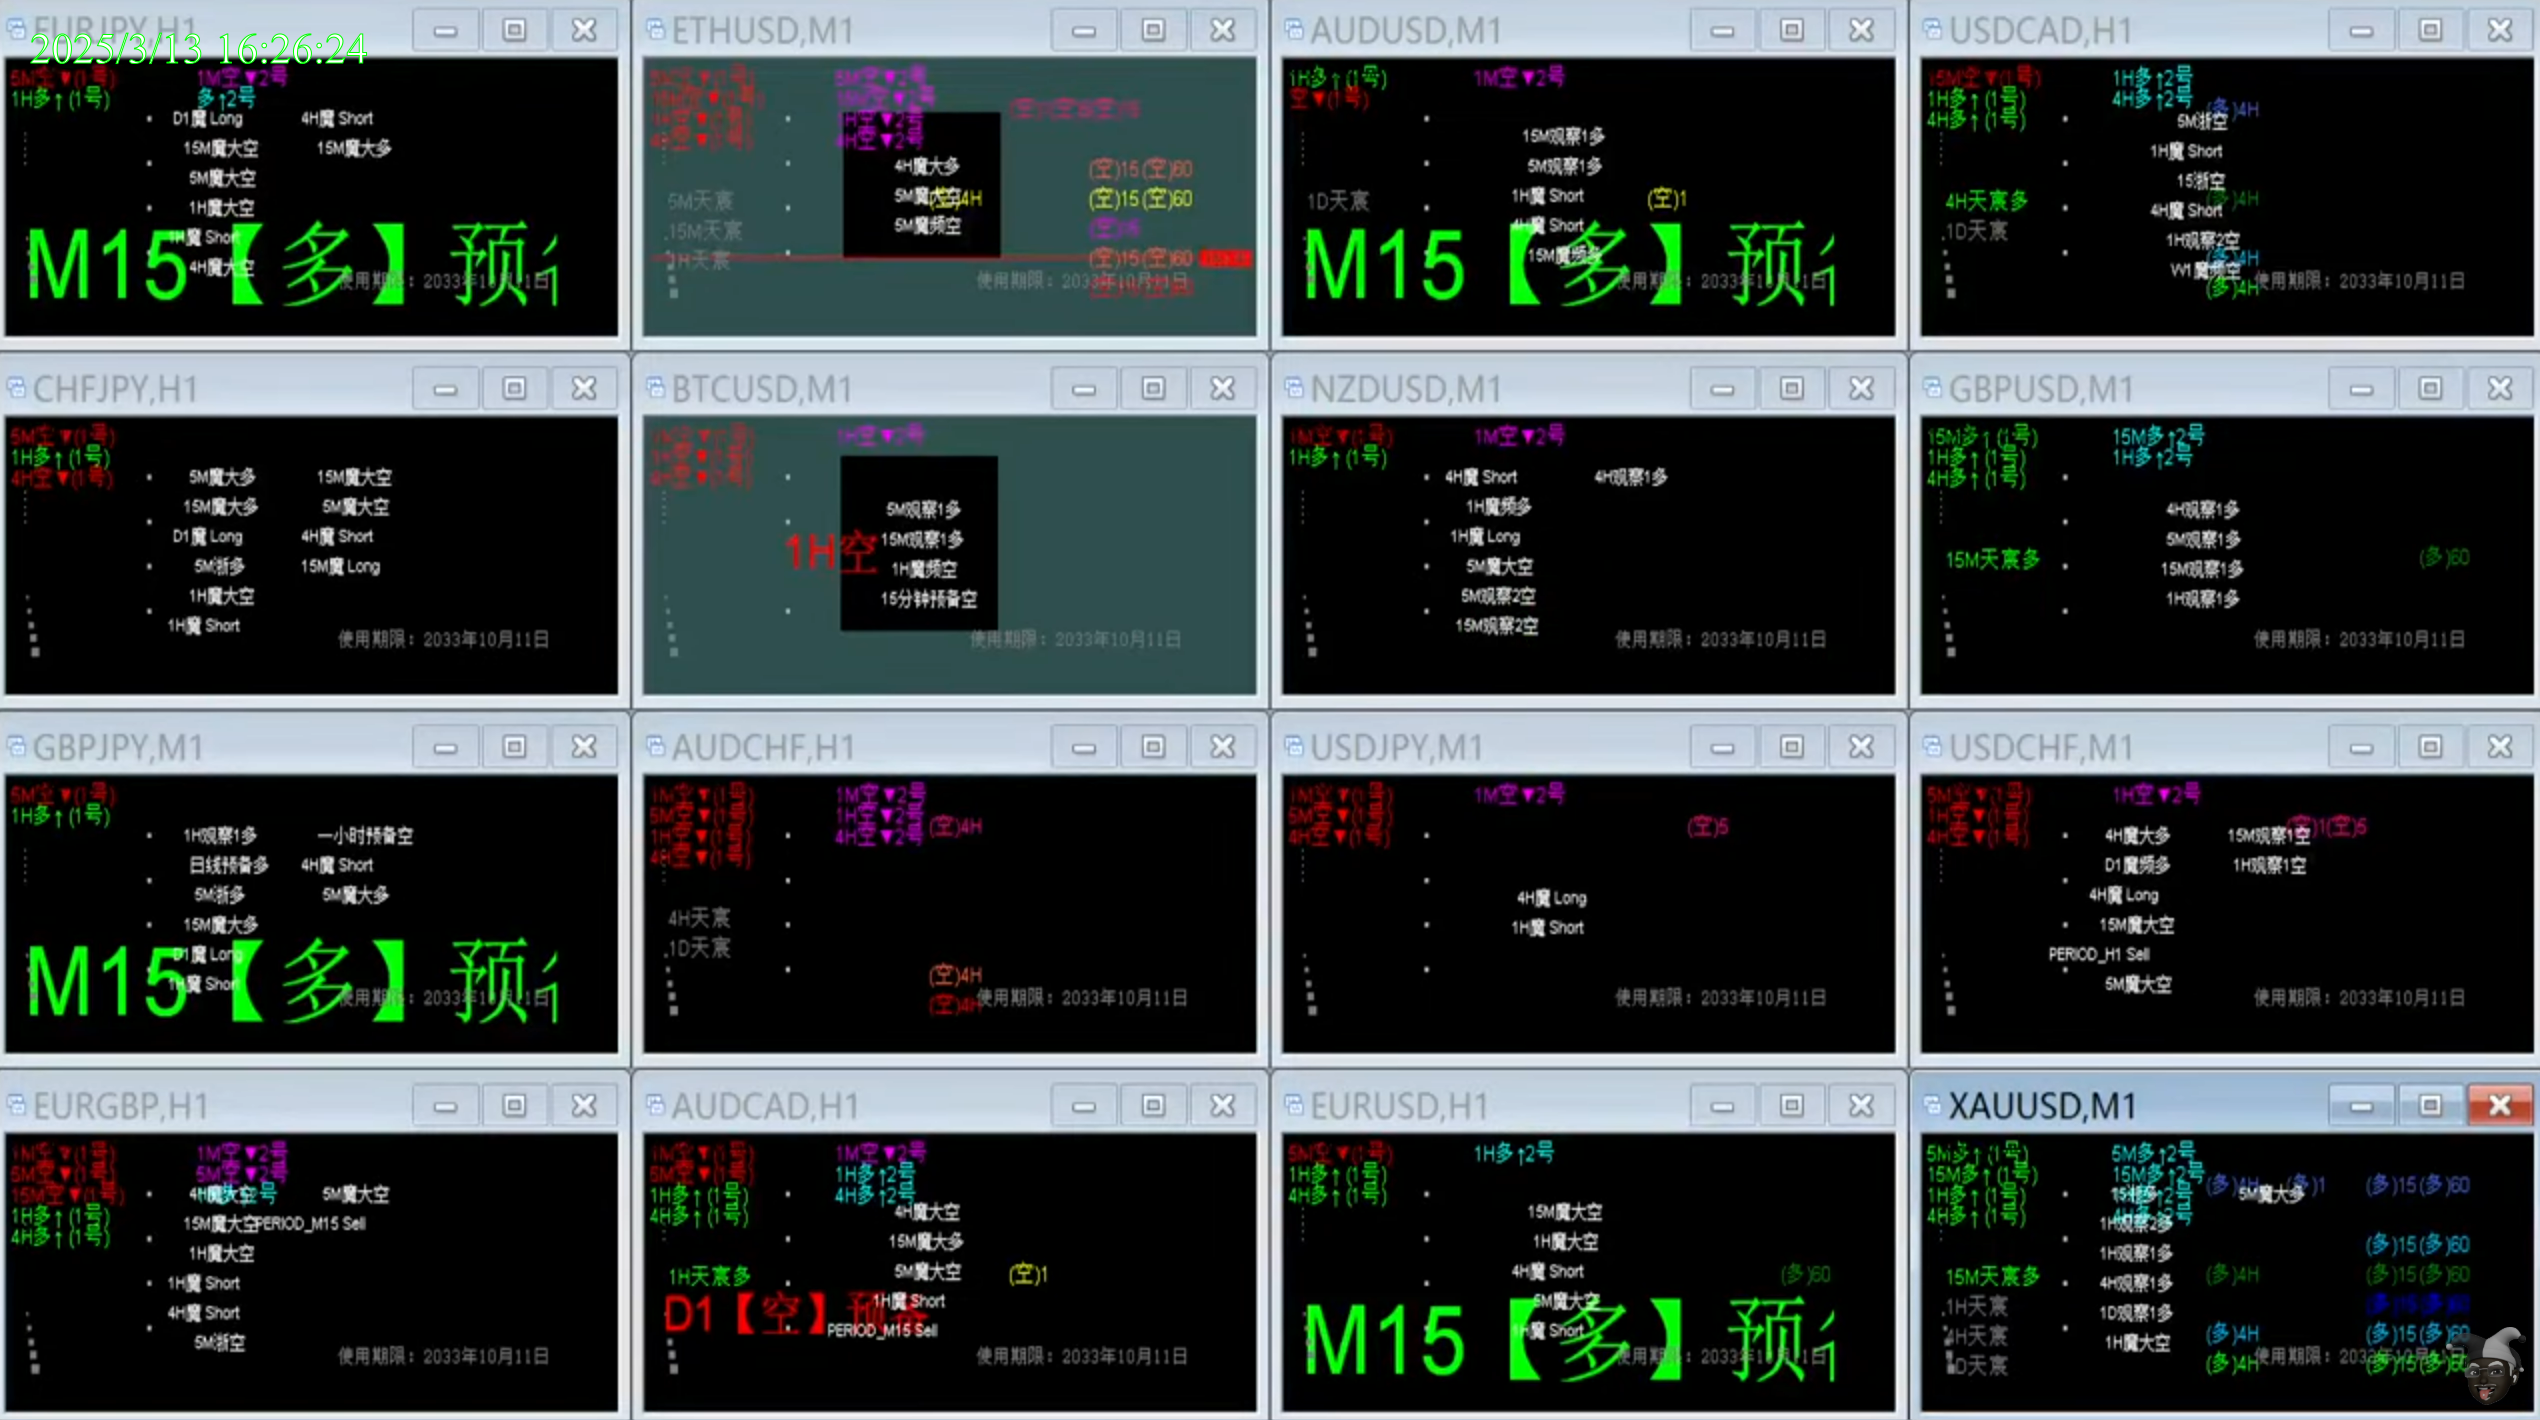 EURJPY,H1
2025/3/13 16:26:24
5M空▼(1号) 1M空▼2号
1H多↑(1号) 多↑2号
D1魔 Long 4H魔 Short
15M魔大空 15M魔大多
5M魔大空
1H魔大空
1H魔 Short
M15【多】预
4H魔大空
使用期限：2033年10月11日
ETHUSD,M1
5M空▼(1号) 5M空▼2号
15M空▼(1号) 15M空▼2号
1H空▼(1号) 1H空▼2号
4H空▼(1号) 4H空▼2号
4H魔大多 (空)15(空)60
5M天宸 5M魔大空 (空)4H (空)15(空)60
15M天宸 5M魔频空
1H天宸 (空)15(空)60
使用期限：2033年10月11日
AUDUSD,M1
1H多↑(1号) 1M空▼2号
空▼(1号)
15M观察1多
5M观察1多
1D天宸 1H魔 Short (空)1
4H魔 Short
M15【多】预
15M魔频多
使用期限：2033年10月11日
USDCAD,H1
15M空▼(1号) 1H多↑2号
1H多↑(1号) 4H多↑2号 (多)4H
4H多↑(1号) 5M浙空
1H魔 Short
15浙空
4H天宸多 (多)4H
4H魔 Short
1D天宸 1H观察2空
(多)4H
W1魔频空
(多)4H 使用期限：2033年10月11日
CHFJPY,H1
5M空▼(1号)
1H多↑(1号)
4H空▼(1号)
5M魔大多 15M魔大空
15M魔大多 5M魔大空
D1魔 Long 4H魔 Short
5M浙多 15M魔 Long
1H魔大空
1H魔 Short
使用期限：2033年10月11日
BTCUSD,M1
1H空▼2号
5M观察1多
1H空 15M观察1多
1H魔频空
15分钟预备空
使用期限：2033年10月11日
NZDUSD,M1
1M空▼(1号) 1M空▼2号
1H多↑(1号)
4H魔 Short 4H观察1多
1H魔频多
1H魔 Long
5M魔大空
5M观察2空
15M观察2空
使用期限：2033年10月11日
GBPUSD,M1
15M多↑(1号) 15M多↑2号
1H多↑(1号) 1H多↑2号
4H多↑(1号)
4H观察1多
5M观察1多
15M天宸多 15M观察1多 (多)60
1H观察1多
使用期限：2033年10月11日
GBPJPY,M1
5M空▼(1号)
1H多↑(1号)
1H观察1多 一小时预备空
日线预备多 4H魔 Short
5M浙多 5M魔大多
15M魔大多
D1魔 Long
M15【多】预
1H魔 Short
使用期限：2033年10月11日
AUDCHF,H1
1M空▼(1号) 1M空▼2号
5M空▼(1号) 1H空▼2号
1H空▼(1号) 4H空▼2号 (空)4H
4H空▼(1号)
4H天宸
1D天宸
(空)4H
(空)4H 使用期限：2033年10月11日
USDJPY,M1
1M空▼(1号) 1M空▼2号
5M空▼(1号)
4H空▼(1号) (空)5
4H魔 Long
1H魔 Short
使用期限：2033年10月11日
USDCHF,M1
5M空▼(1号) 1H空▼2号
1H空▼(1号)
4H空▼(1号) (空)1(空)5
4H魔大多 15M观察1空
D1魔频多 1H观察1空
4H魔 Long
15M魔大空
PERIOD_H1 Sell
5M魔大空
使用期限：2033年10月11日
EURGBP,H1
1M空▼(1号) 1M空▼2号
5M空▼(1号) 5M空▼2号
15M空▼(1号) 4H魔大空 5M魔大空
1H多↑(1号)
4H多↑(1号)
15M魔大空 PERIOD_M15 Sell
1H魔大空
1H魔 Short
4H魔 Short
5M浙空
使用期限：2033年10月11日
AUDCAD,H1
1M空▼(1号) 1M空▼2号
5M空▼(1号) 1H多↑2号
1H多↑(1号) 4H多↑2号
4H多↑(1号) 4H魔大空
15M魔大多
1H天宸多 5M魔大空 (空)1
1H魔 Short
D1【空】预备
PERIOD_M15 Sell
使用期限：2033年10月11日
EURUSD,H1
5M空▼(1号) 1H多↑2号
1H多↑(1号)
4H多↑(1号)
15M魔大空
1H魔大空
4H魔 Short (多)60
5M魔大空
M15【多】预
1H魔 Short
使用期限：2033年10月11日
XAUUSD,M1
5M多↑(1号) 5M多↑2号
15M多↑(1号) 15M多↑2号
1H多↑(1号) (多)4H (多)1 (多)15(多)60
5M魔大多
4H多↑(1号)
1H观察2多
1H观察1多 (多)15(多)60
15M天宸多 4H观察1多 (多)4H (多)15(多)60
1H天宸 1D观察1多
4H天宸 1H魔大空 (多)4H (多)15(多)60
1D天宸 (多)4H 使用期限：